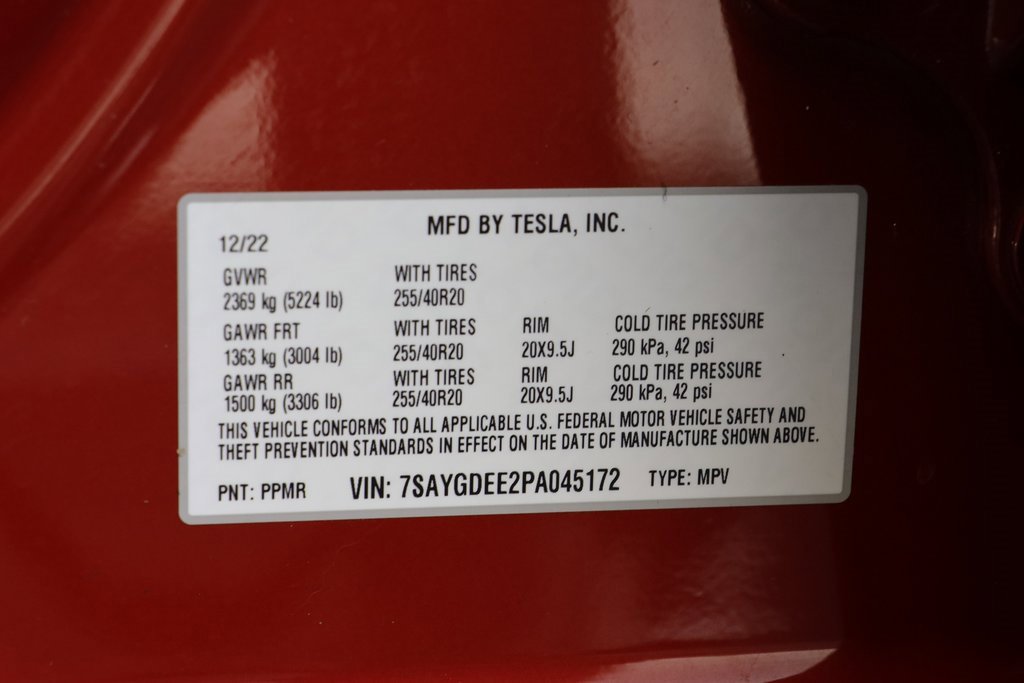 MFD BY TESLA, INC.
12/22
GVWR WITH TIRES
2369 kg (5224 lb) 255/40R20
GAWR FRT WITH TIRES RIM COLD TIRE PRESSURE
1363 kg (3004 lb) 255/40R20 20X9.5J 290 kPa, 42 psi
GAWR RR WITH TIRES RIM COLD TIRE PRESSURE
1500 kg (3306 lb) 255/40R20 20X9.5J 290 kPa, 42 psi
THIS VEHICLE CONFORMS TO ALL APPLICABLE U.S. FEDERAL MOTOR VEHICLE SAFETY AND
THEFT PREVENTION STANDARDS IN EFFECT ON THE DATE OF MANUFACTURE SHOWN ABOVE.
PNT: PPMR VIN: 7SAYGDEE2PA045172 TYPE: MPV